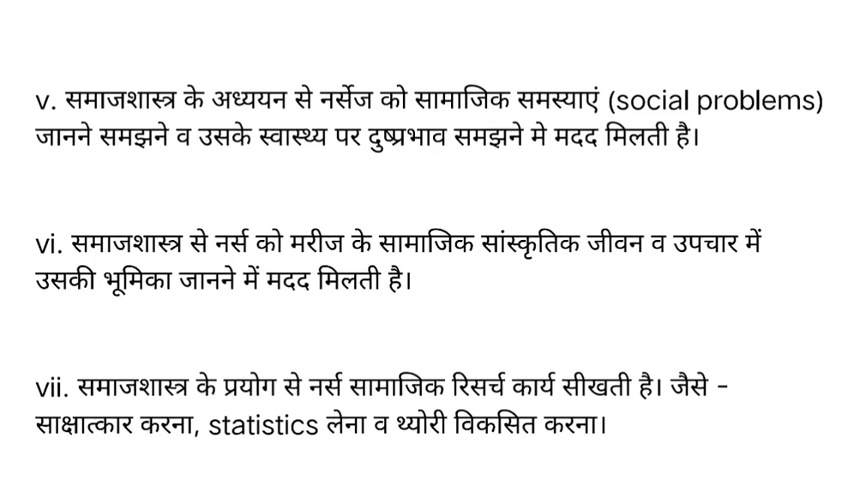 v. समाजशास्त्र के अध्ययन से नर्सेज को सामाजिक समस्याएं (social problems)
जानने समझने व उसके स्वास्थ्य पर दुष्प्रभाव समझने मे मदद मिलती है।
vi. समाजशास्त्र से नर्स को मरीज के सामाजिक सांस्कृतिक जीवन व उपचार में
उसकी भूमिका जानने में मदद मिलती है।
vii. समाजशास्त्र के प्रयोग से नर्स सामाजिक रिसर्च कार्य सीखती है। जैसे -
साक्षात्कार करना, statistics लेना व थ्योरी विकसित करना।